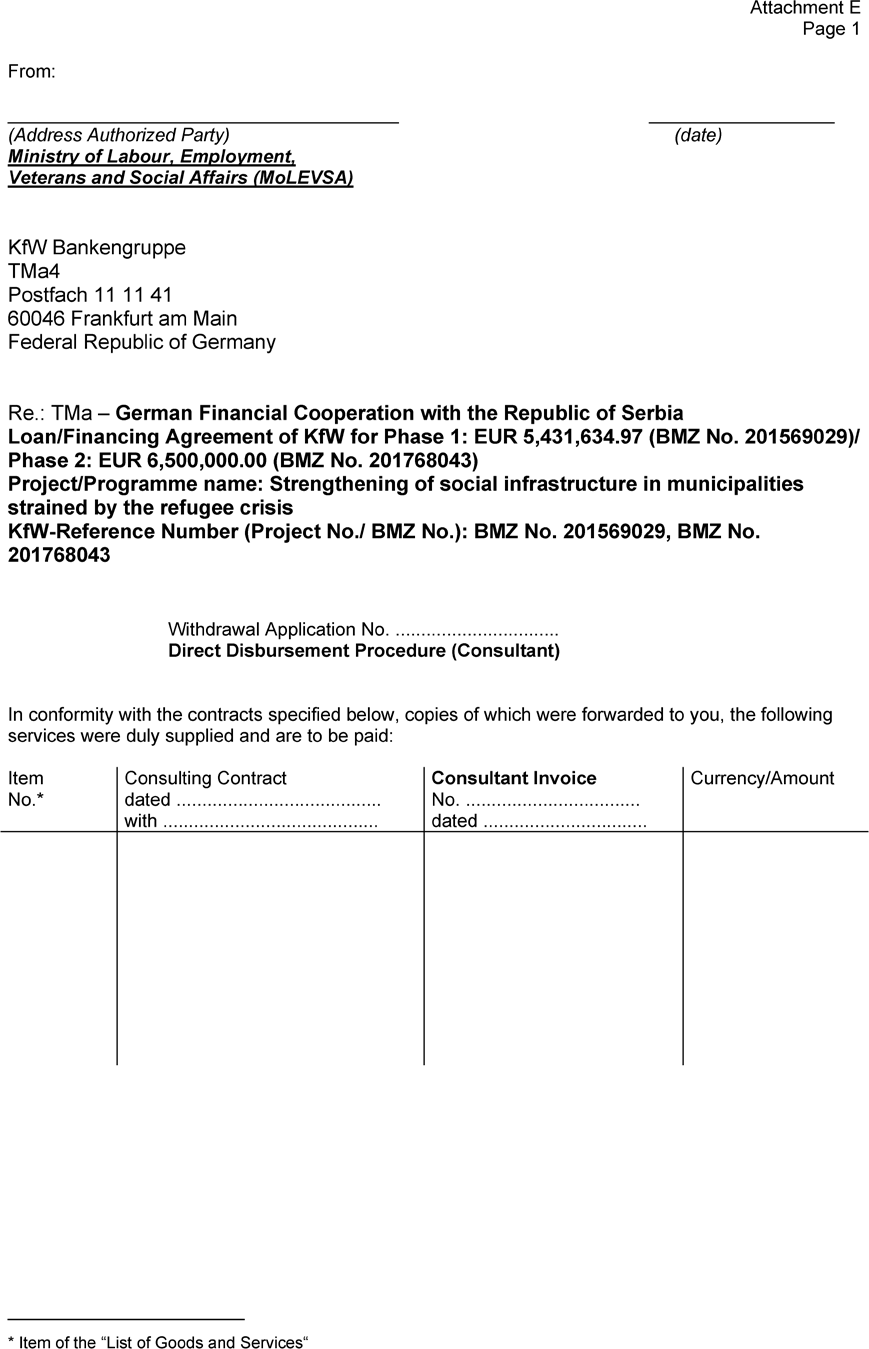 Attachment E
Page 1
From:
(Address Authorized Party)
(date)
Ministry of Labour, Employment,
Veterans and Social Affairs (MoLEVSA)
KfW Bankengruppe
TMa4
Postfach 11 11 41
60046 Frankfurt am Main
Federal Republic of Germany
Re.: TMa – German Financial Cooperation with the Republic of Serbia
Loan/Financing Agreement of KfW for Phase 1: EUR 5,431,634.97 (BMZ No. 201569029)/
Phase 2: EUR 6,500,000.00 (BMZ No. 201768043)
Project/Programme name: Strengthening of social infrastructure in municipalities
strained by the refugee crisis
KfW-Reference Number (Project No./ BMZ No.): BMZ No. 201569029, BMZ No.
201768043
Withdrawal Application No. ................................
Direct Disbursement Procedure (Consultant)
In conformity with the contracts specified below, copies of which were forwarded to you, the following
services were duly supplied and are to be paid:
Item
No.*
Consulting Contract
dated ........................................
with ..........................................
Consultant Invoice
No. ..................................
dated ................................
Currency/Amount
* Item of the “List of Goods and Services“